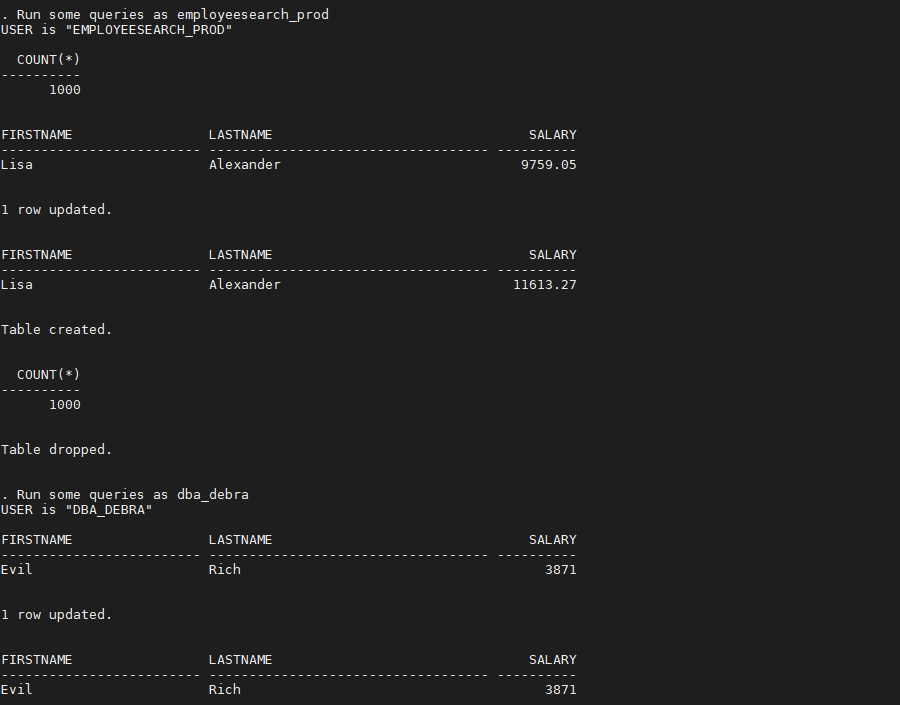 . Run some queries as employeesearch_prod
USER is "EMPLOYEESEARCH_PROD"
  COUNT(*)
----------
      1000
FIRSTNAME                 LASTNAME                                SALARY
------------------------- ----------------------------------- ----------
Lisa                      Alexander                              9759.05
1 row updated.
FIRSTNAME                 LASTNAME                                SALARY
------------------------- ----------------------------------- ----------
Lisa                      Alexander                             11613.27
Table created.
  COUNT(*)
----------
      1000
Table dropped.
. Run some queries as dba_debra
USER is "DBA_DEBRA"
FIRSTNAME                 LASTNAME                                SALARY
------------------------- ----------------------------------- ----------
Evil                      Rich                                      3871
1 row updated.
FIRSTNAME                 LASTNAME                                SALARY
------------------------- ----------------------------------- ----------
Evil                      Rich                                      3871